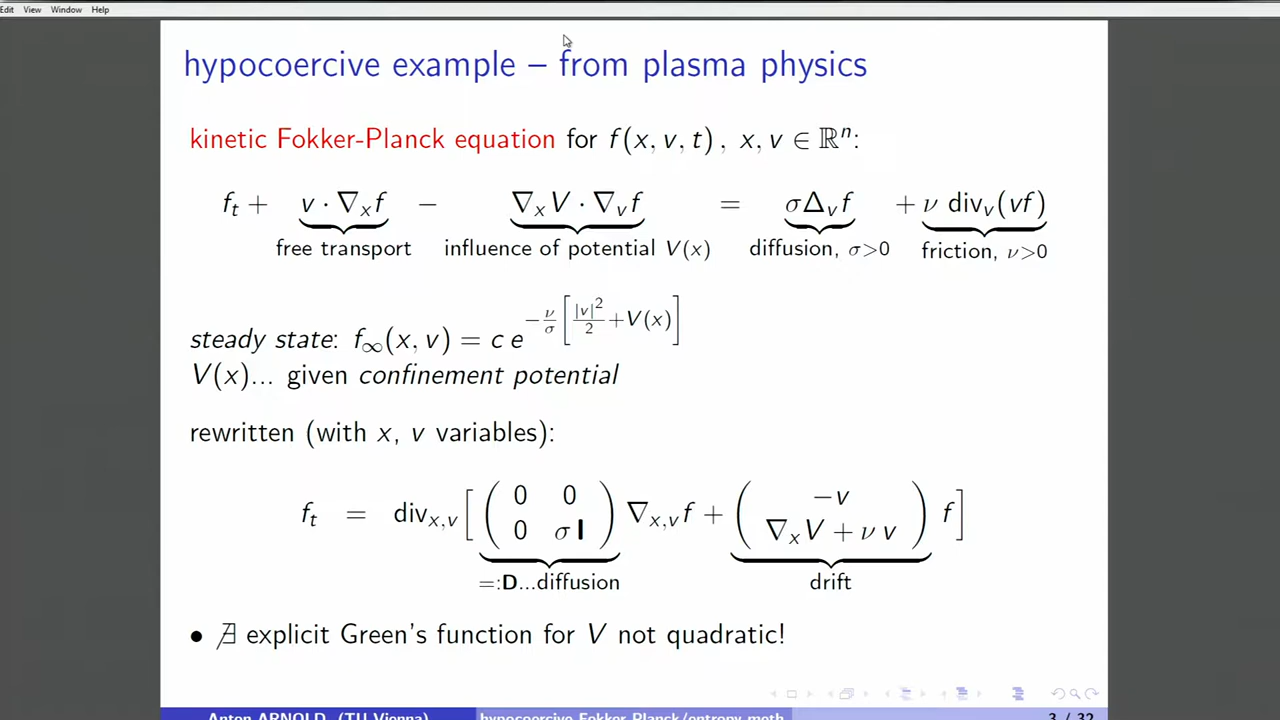 Edit View Window Help
hypocoercive example – from plasma physics
kinetic Fokker-Planck equation for f(x, v, t) , x, v ∈ ℝⁿ:
f_t + v · ∇_x f − ∇_x V · ∇_v f = σΔ_v f + ν div_v(vf)
free transport influence of potential V(x) diffusion, σ>0 friction, ν>0
steady state: f_∞(x, v) = c e^{−ν/σ [|v|²/2 + V(x)]}
V(x)... given confinement potential
rewritten (with x, v variables):
f_t = div_{x,v} [ ( 0 0 ; 0 σ I ) ∇_{x,v} f + ( −v ; ∇_x V + ν v ) f ]
=:D...diffusion drift
• ∄ explicit Green's function for V not quadratic!
Anton ARNOLD (TU Vienna) hypocoercive Fokker Planck/entropy meth 3 / 32